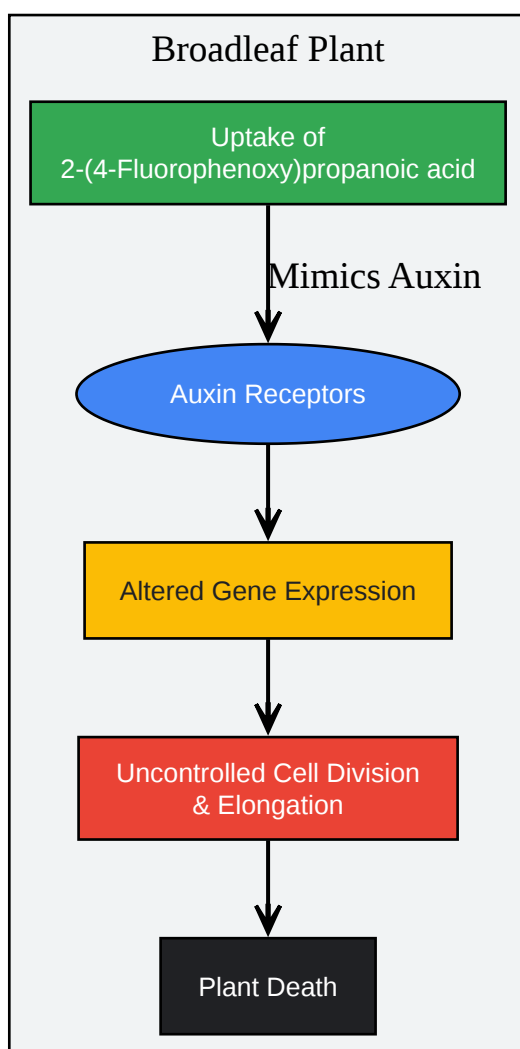 Broadleaf Plant
Uptake of
2-(4-Fluorophenoxy)propanoic acid
Mimics Auxin
Auxin Receptors
Altered Gene Expression
Uncontrolled Cell Division
& Elongation
Plant Death